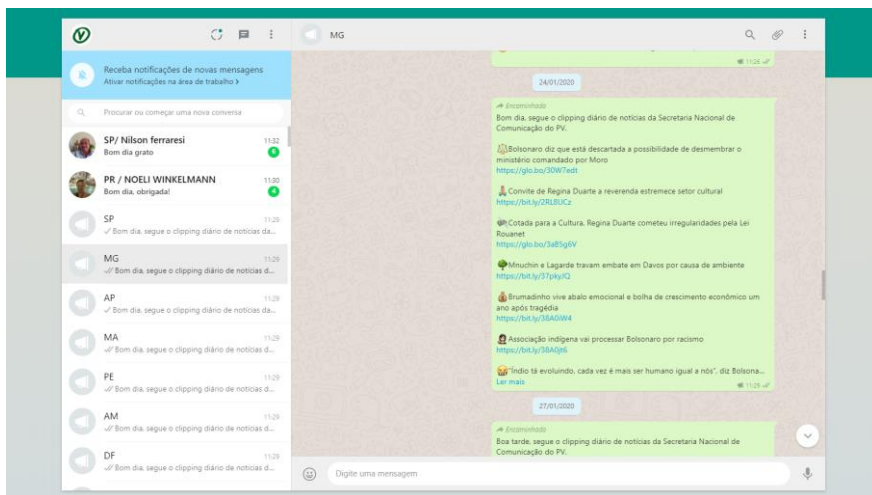 MG
Receba notificações de novas mensagens
Ativar notificações na área de trabalho >
Procurar ou começar uma nova conversa
SP/ Nilson ferraresi
11:32
Bom dia grato
6
PR / NOELI WINKELMANN
11:30
Bom dia, obrigada!
4
SP
11:29
Bom dia, segue o clipping diário de notícias da...
MG
11:29
Bom dia, segue o clipping diário de notícias d...
AP
11:29
Bom dia, segue o clipping diário de notícias da...
MA
11:29
Bom dia, segue o clipping diário de notícias d...
PE
11:29
Bom dia, segue o clipping diário de notícias d...
AM
11:29
Bom dia, segue o clipping diário de notícias d...
DF
11:29
Bom dia, segue o clipping diário de notícias d...
11:26
24/01/2020
Encaminhada
Bom dia, segue o clipping diário de notícias da Secretaria Nacional de
Comunicação do PV.
Bolsonaro diz que está descartada a possibilidade de desmembrar o
ministério comandado por Moro
https://glo.bo/30W7edt
Convite de Regina Duarte a reverenda estremece setor cultural
https://bit.ly/2RL8UCz
Cotada para a Cultura, Regina Duarte cometeu irregularidades pela Lei
Rouanet
https://glo.bo/3aB5g6V
Mnuchin e Lagarde travam embate em Davos por causa de ambiente
https://bit.ly/37pkyJQ
Brumadinho vive abalo emocional e bolha de crescimento econômico um
ano após tragédia
https://bit.ly/38A0iW4
Associação indígena vai processar Bolsonaro por racismo
https://bit.ly/38A0jt6
"Índio tá evoluindo, cada vez é mais ser humano igual a nós", diz Bolsona...
Ler mais
11:29
27/01/2020
Encaminhada
Boa tarde, segue o clipping diário de notícias da Secretaria Nacional de
Comunicação do PV.
Digite uma mensagem